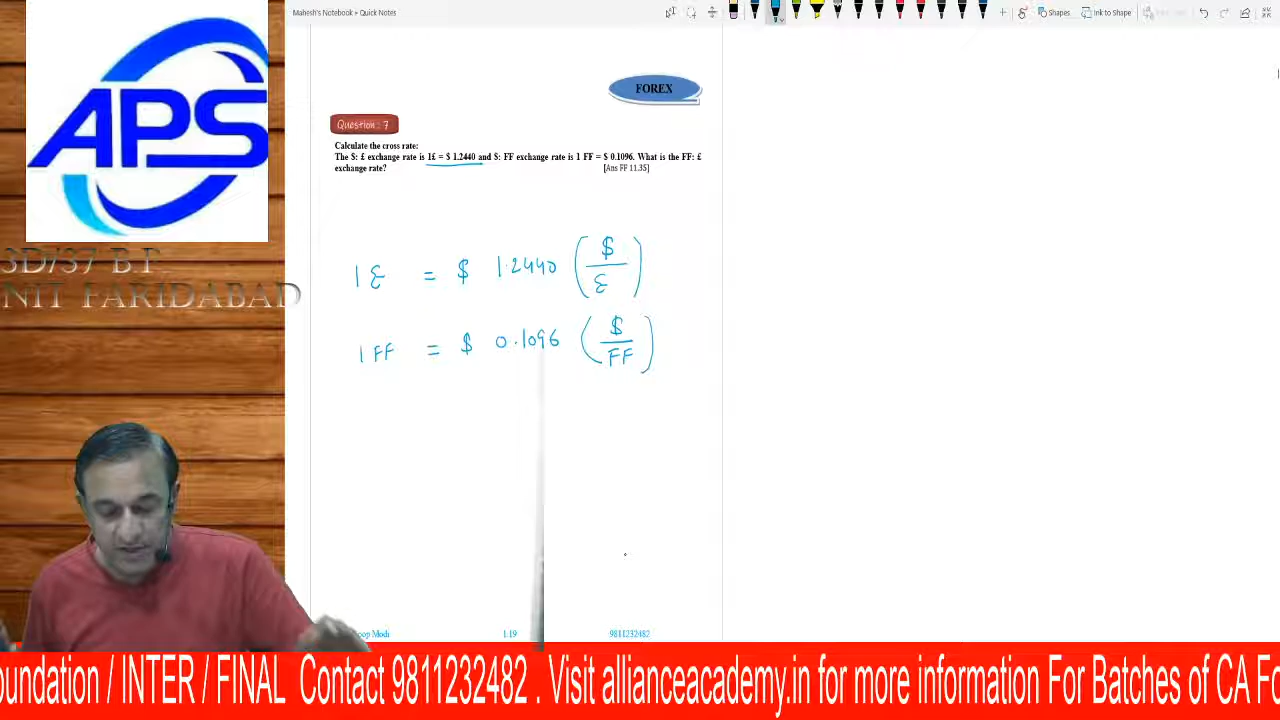 Mahesh's Notebook » Quick Notes
Shapes
Ink to Shape
APS
3D/37 B.P.
NIT FARIDABAD
FOREX
Question : 7
Calculate the cross rate:
The $: £ exchange rate is 1£ = $ 1.2440 and $: FF exchange rate is 1 FF = $ 0.1096. What is the FF: £
exchange rate? [Ans FF 11.35]
1 £ = $ 1.2440 ($/£)
1 FF = $ 0.1096 ($/FF)
oop Modi 1.19 9811232482
oundation / INTER / FINAL Contact 9811232482 . Visit allianceacademy.in for more information For Batches of CA Fo